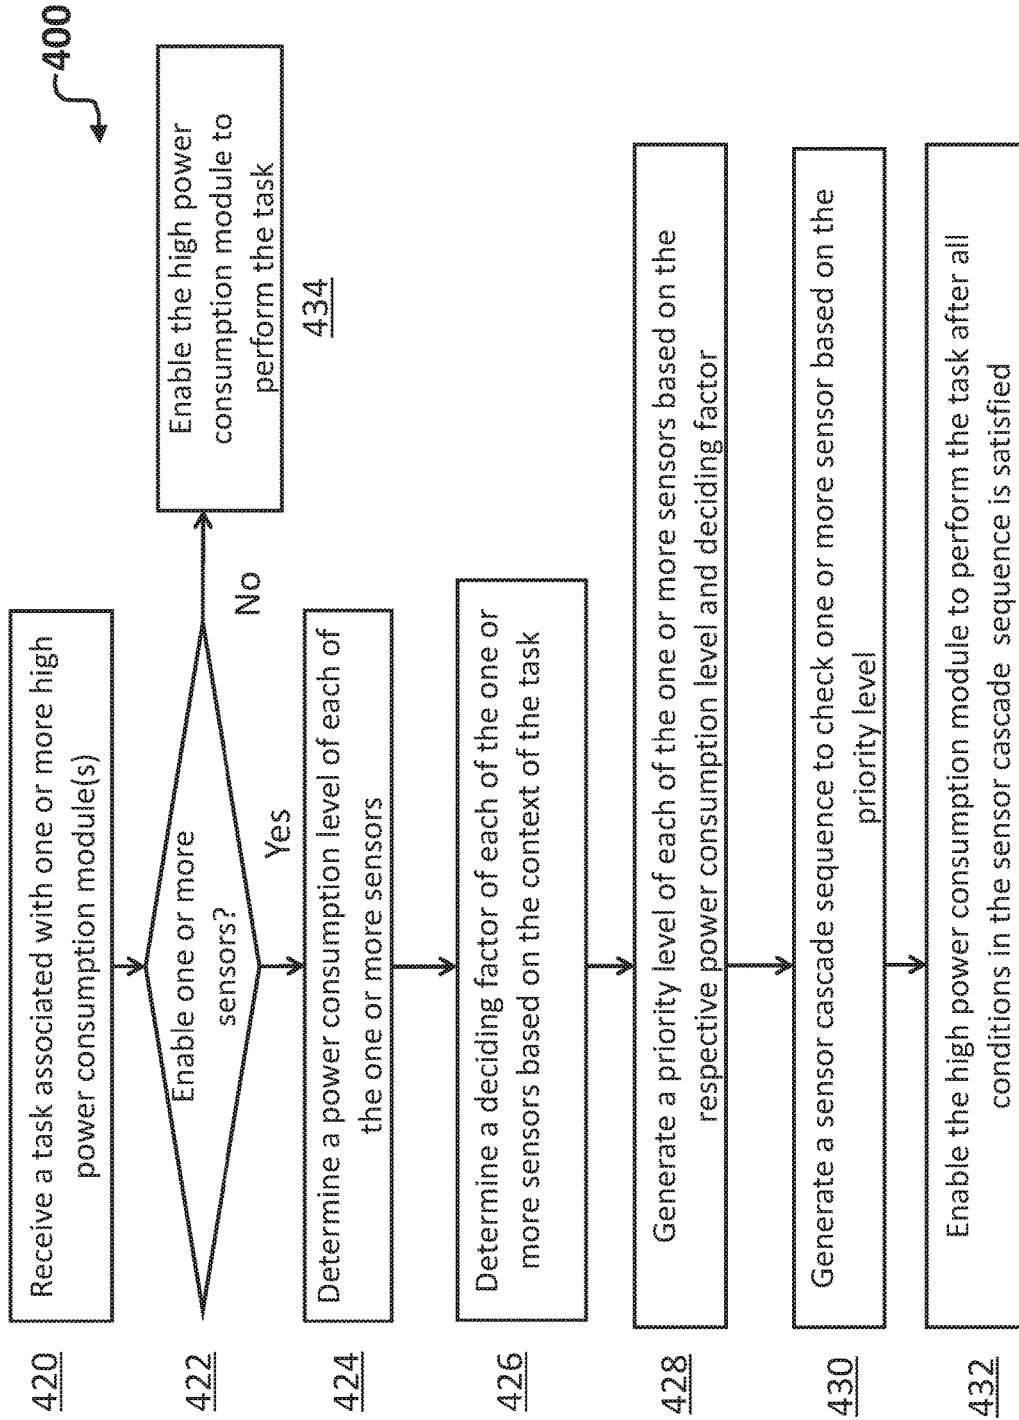 400
420
Receive a task associated with one or more high
power consumption module(s)
422
Enable one or more
sensors?
No
Enable the high power
consumption module to
perform the task
434
Yes
424
Determine a power consumption level of each of
the one or more sensors
426
Determine a deciding factor of each of the one or
more sensors based on the context of the task
428
Generate a priority level of each of the one or more sensors based on the
respective power consumption level and deciding factor
430
Generate a sensor cascade sequence to check one or more sensor based on the
priority level
432
Enable the high power consumption module to perform the task after all
conditions in the sensor cascade sequence is satisfied